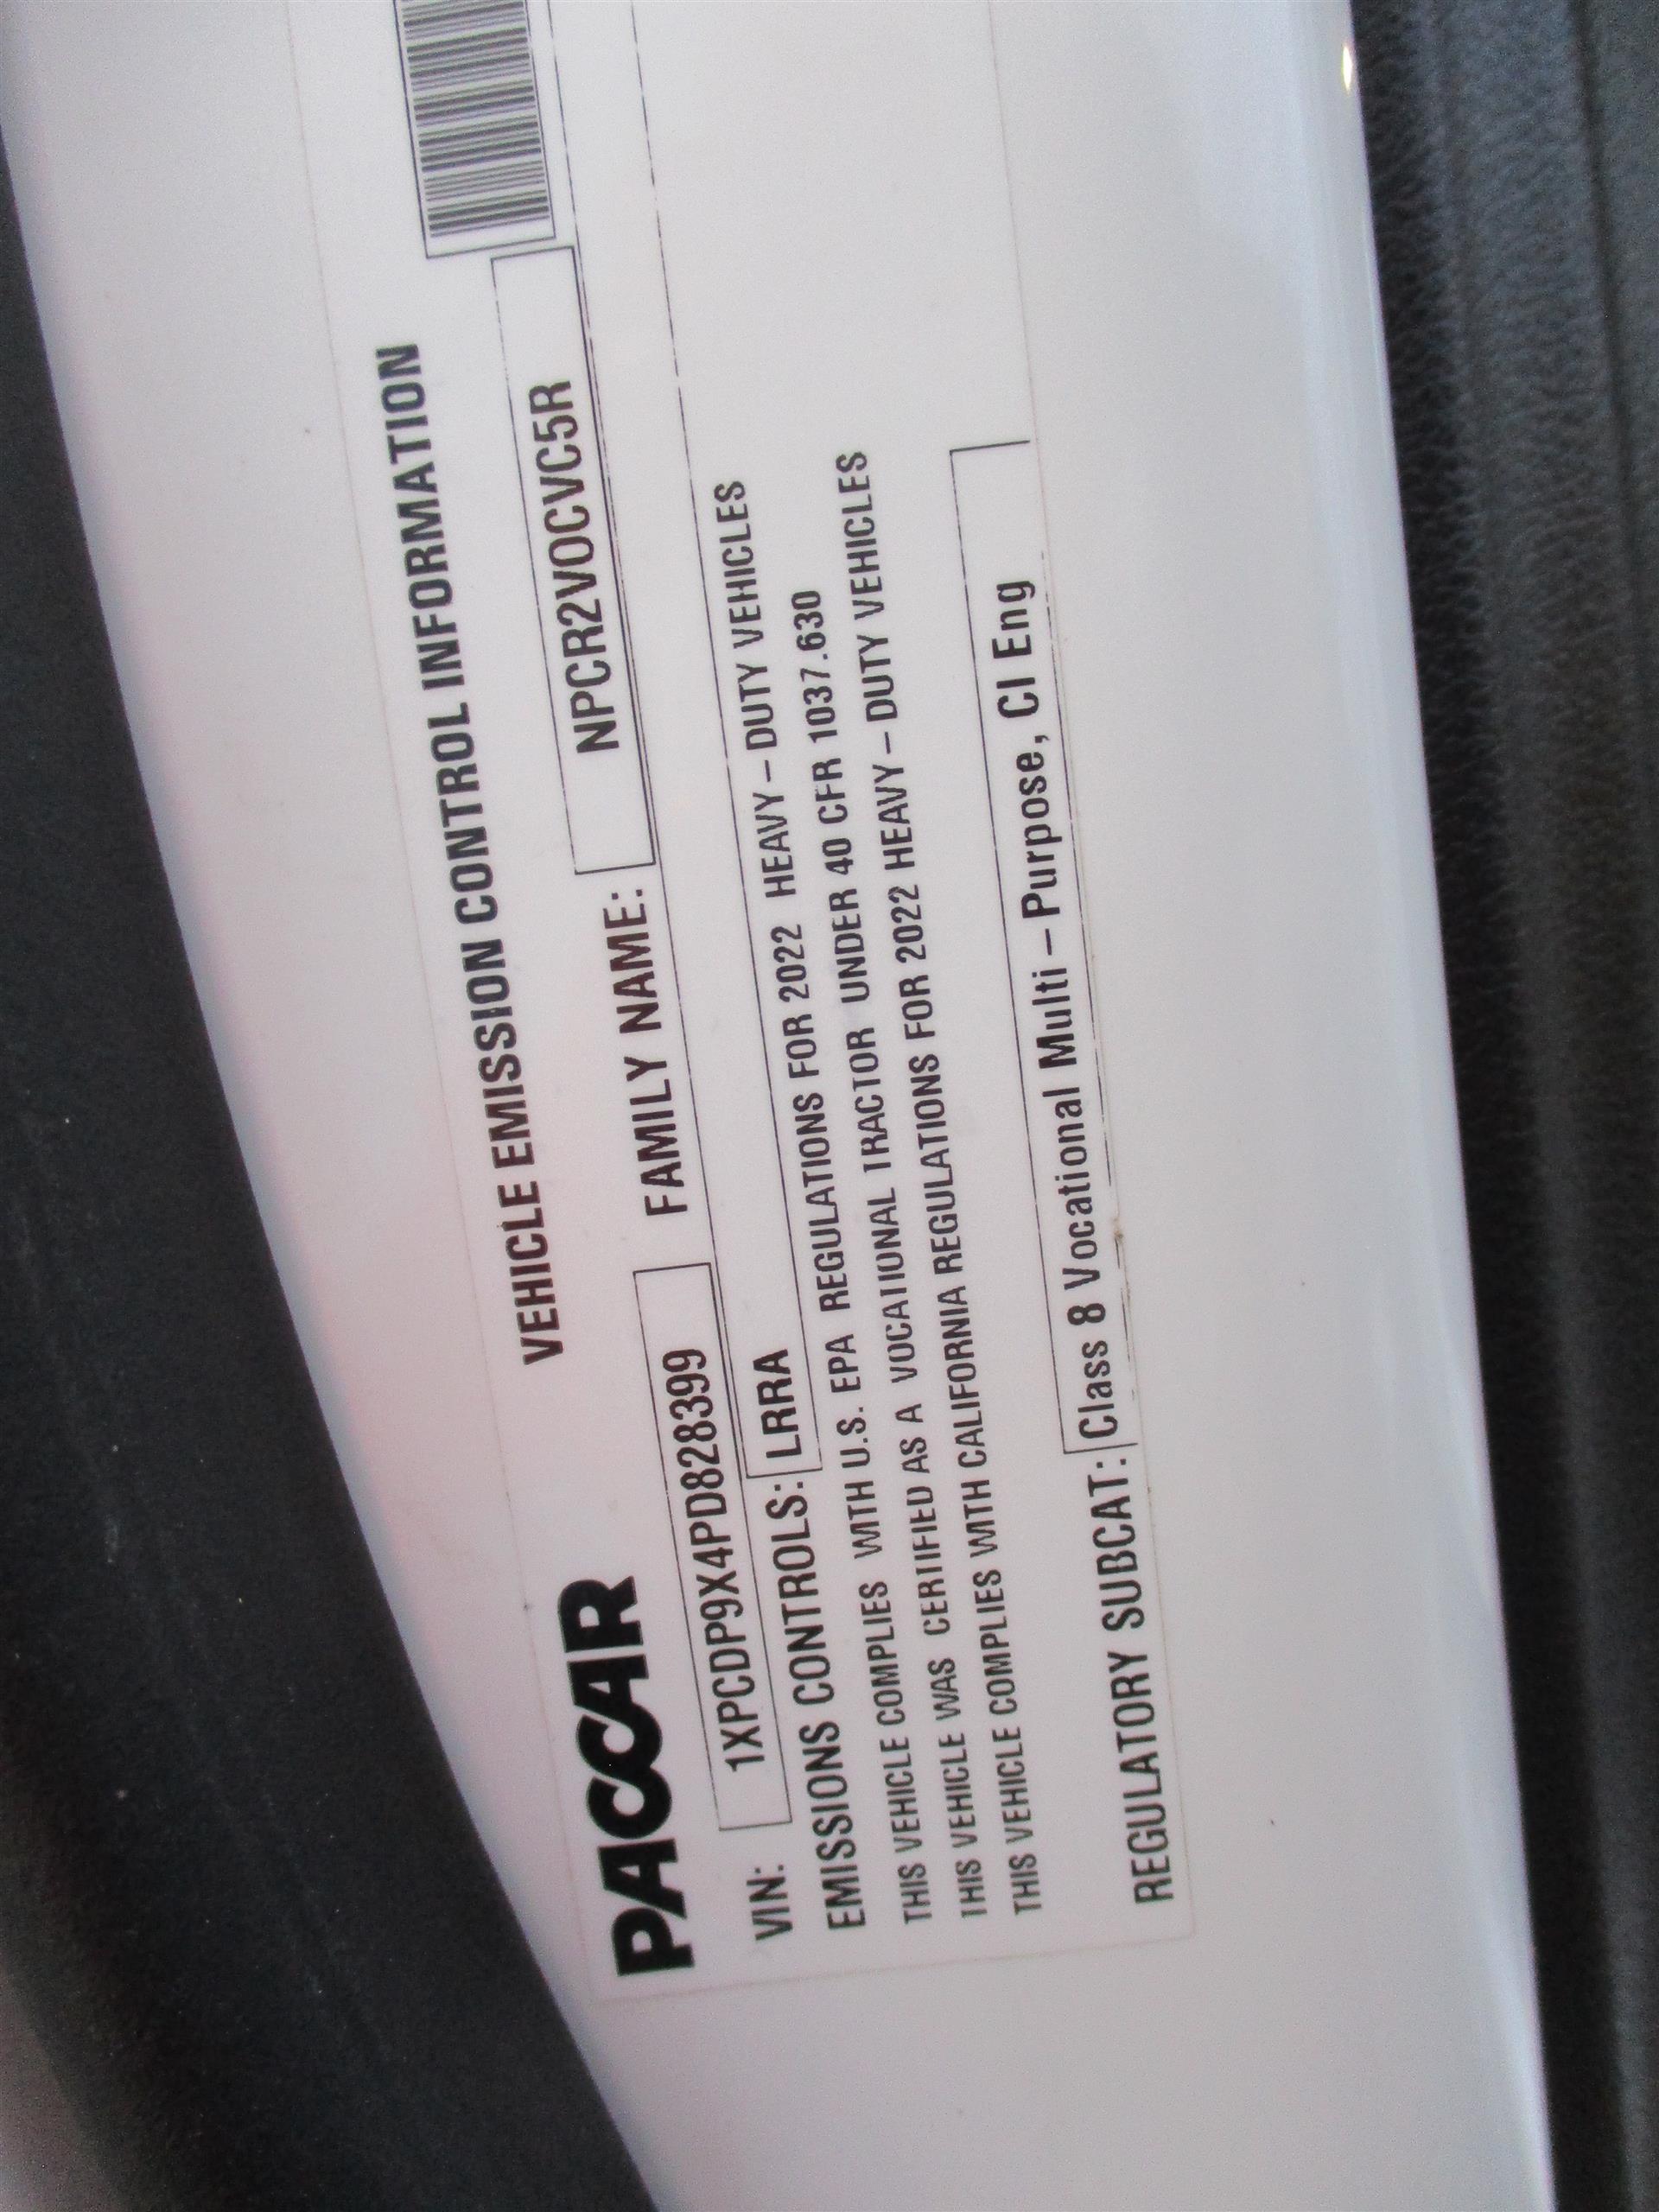 VEHICLE EMISSION CONTROL INFORMATION
PACCAR
VIN: 1XPCDP9X4PD828399 FAMILY NAME: NPCR2VOCVC5R
EMISSIONS CONTROLS: LRRA
THIS VEHICLE COMPLIES WITH U.S. EPA REGULATIONS FOR 2022 HEAVY – DUTY VEHICLES
THIS VEHICLE WAS CERTIFIED AS A VOCATIONAL TRACTOR UNDER 40 CFR 1037.630
THIS VEHICLE COMPLIES WITH CALIFORNIA REGULATIONS FOR 2022 HEAVY – DUTY VEHICLES
REGULATORY SUBCAT: Class 8 Vocational Multi – Purpose, CI Eng